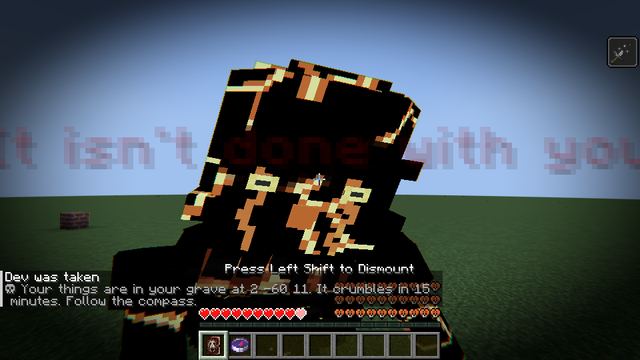 It isn't done with you
Press Left Shift to Dismount
Dev was taken
☠ Your things are in your grave at 2 -60 11. It crumbles in 15
minutes. Follow the compass.